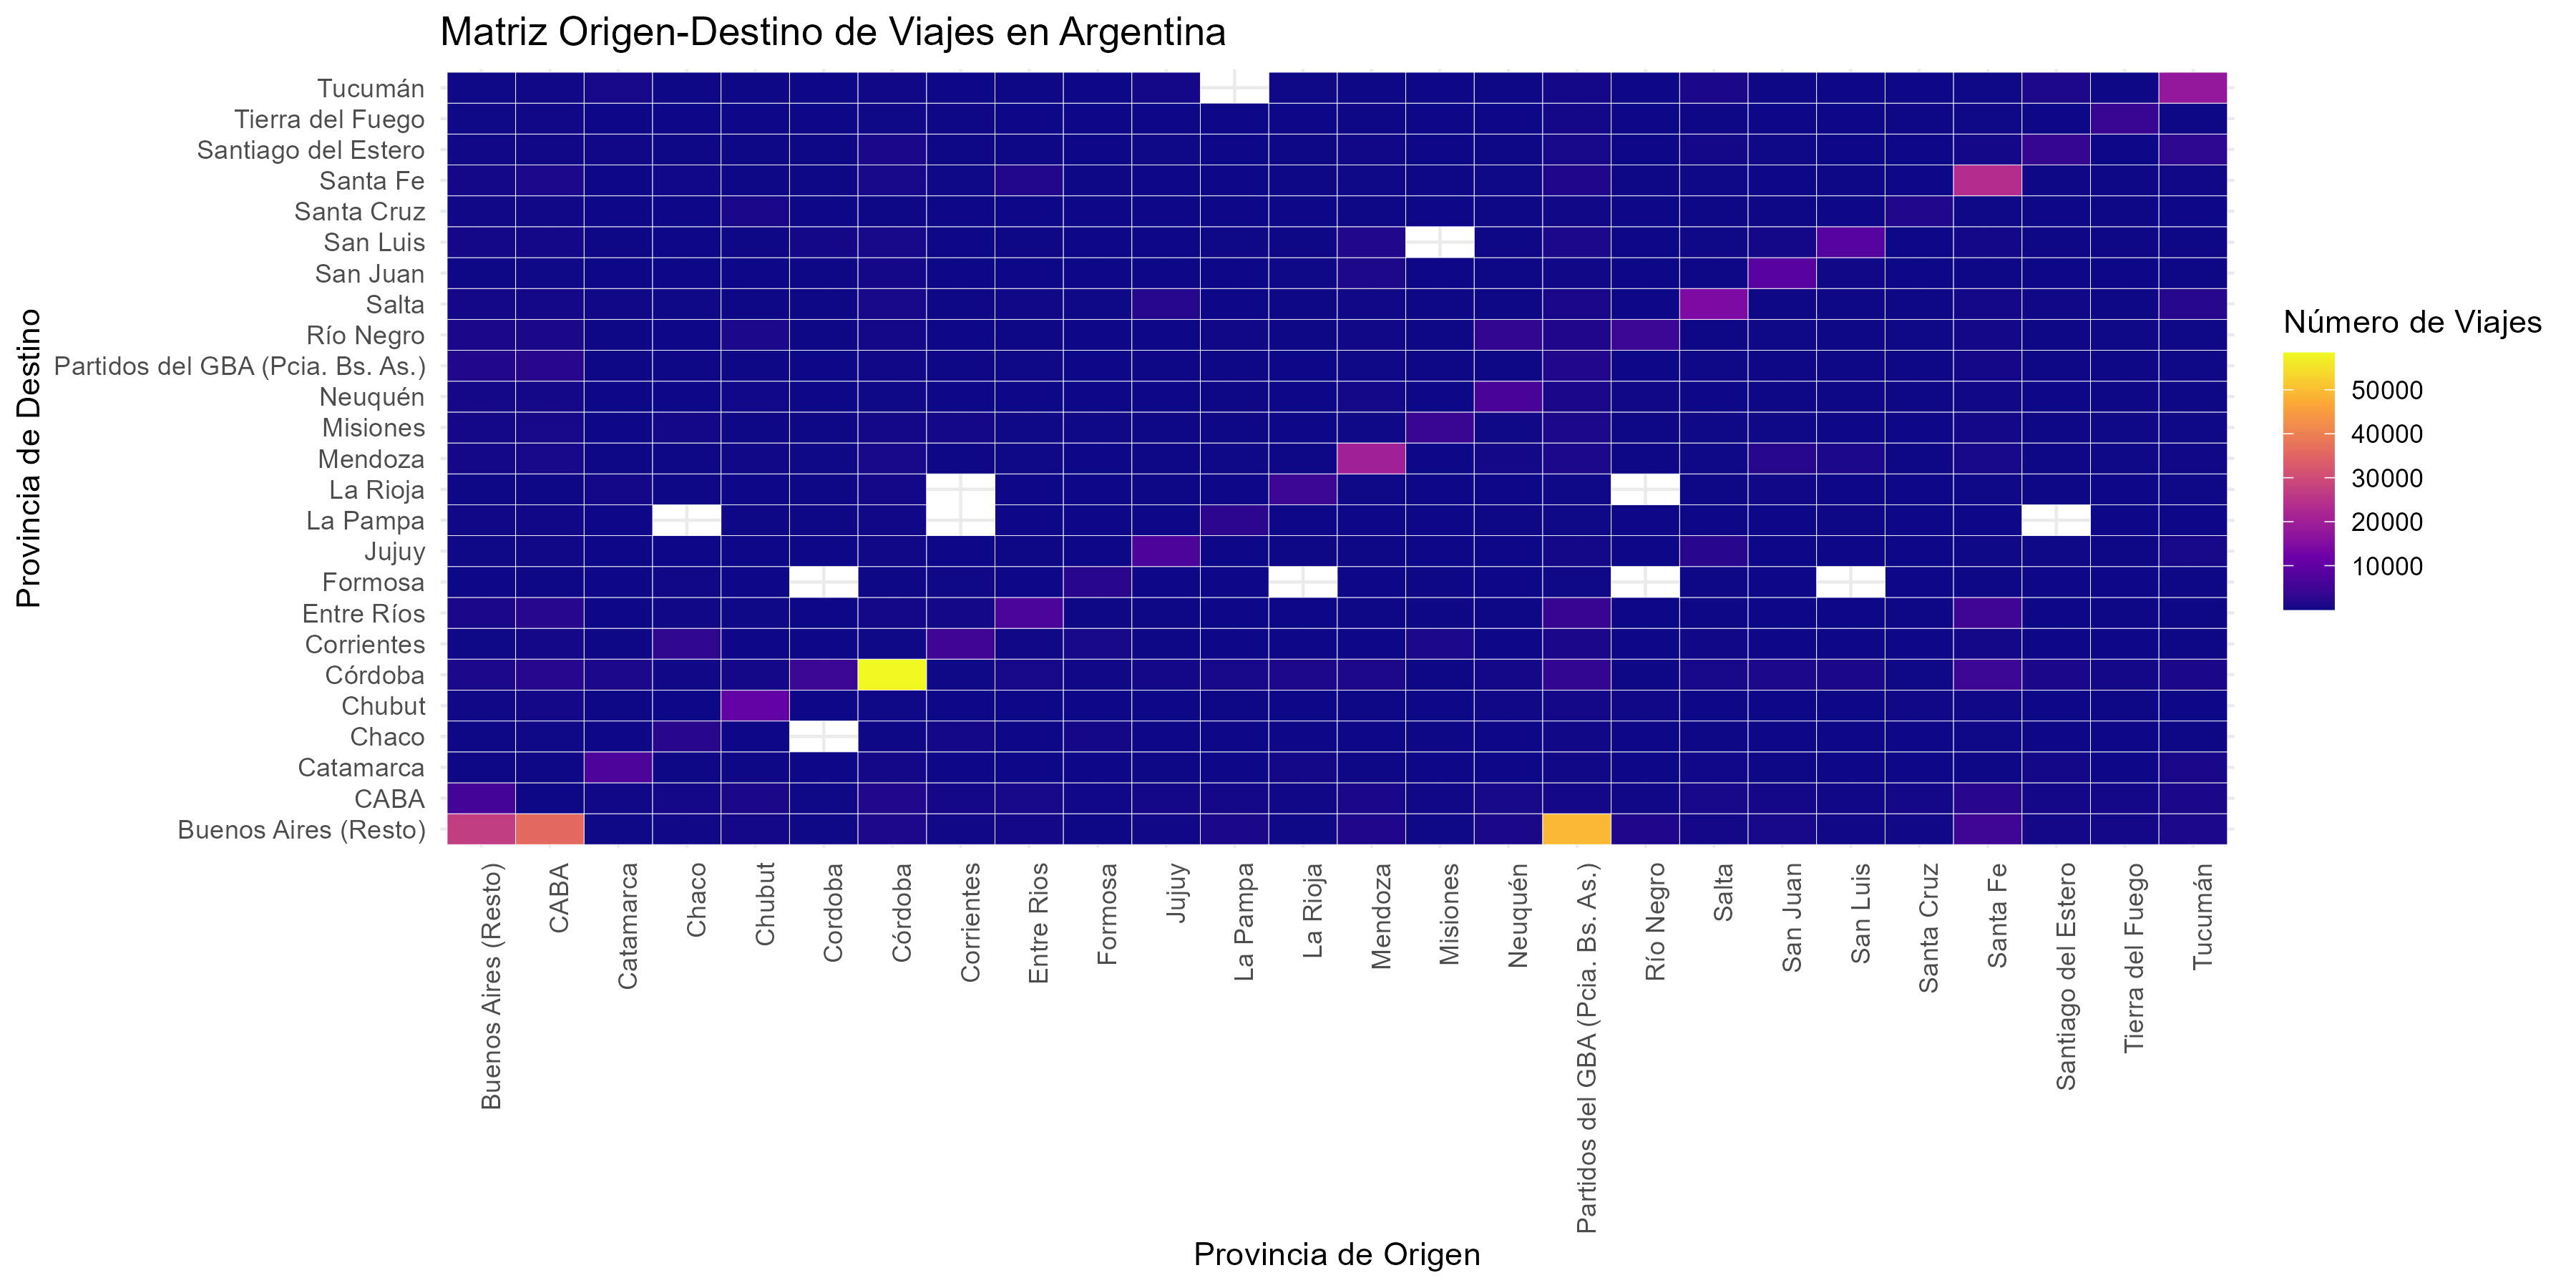 Matriz Origen-Destino de Viajes en Argentina
Provincia de Destino
Tucumán
Tierra del Fuego
Santiago del Estero
Santa Fe
Santa Cruz
San Luis
San Juan
Salta
Río Negro
Partidos del GBA (Pcia. Bs. As.)
Neuquén
Misiones
Mendoza
La Rioja
La Pampa
Jujuy
Formosa
Entre Ríos
Corrientes
Córdoba
Chubut
Chaco
Catamarca
CABA
Buenos Aires (Resto)
Buenos Aires (Resto)
CABA
Catamarca
Chaco
Chubut
Cordoba
Córdoba
Corrientes
Entre Rios
Formosa
Jujuy
La Pampa
La Rioja
Mendoza
Misiones
Neuquén
Partidos del GBA (Pcia. Bs. As.)
Río Negro
Salta
San Juan
San Luis
Santa Cruz
Santa Fe
Santiago del Estero
Tierra del Fuego
Tucumán
Provincia de Origen
Número de Viajes
50000
40000
30000
20000
10000